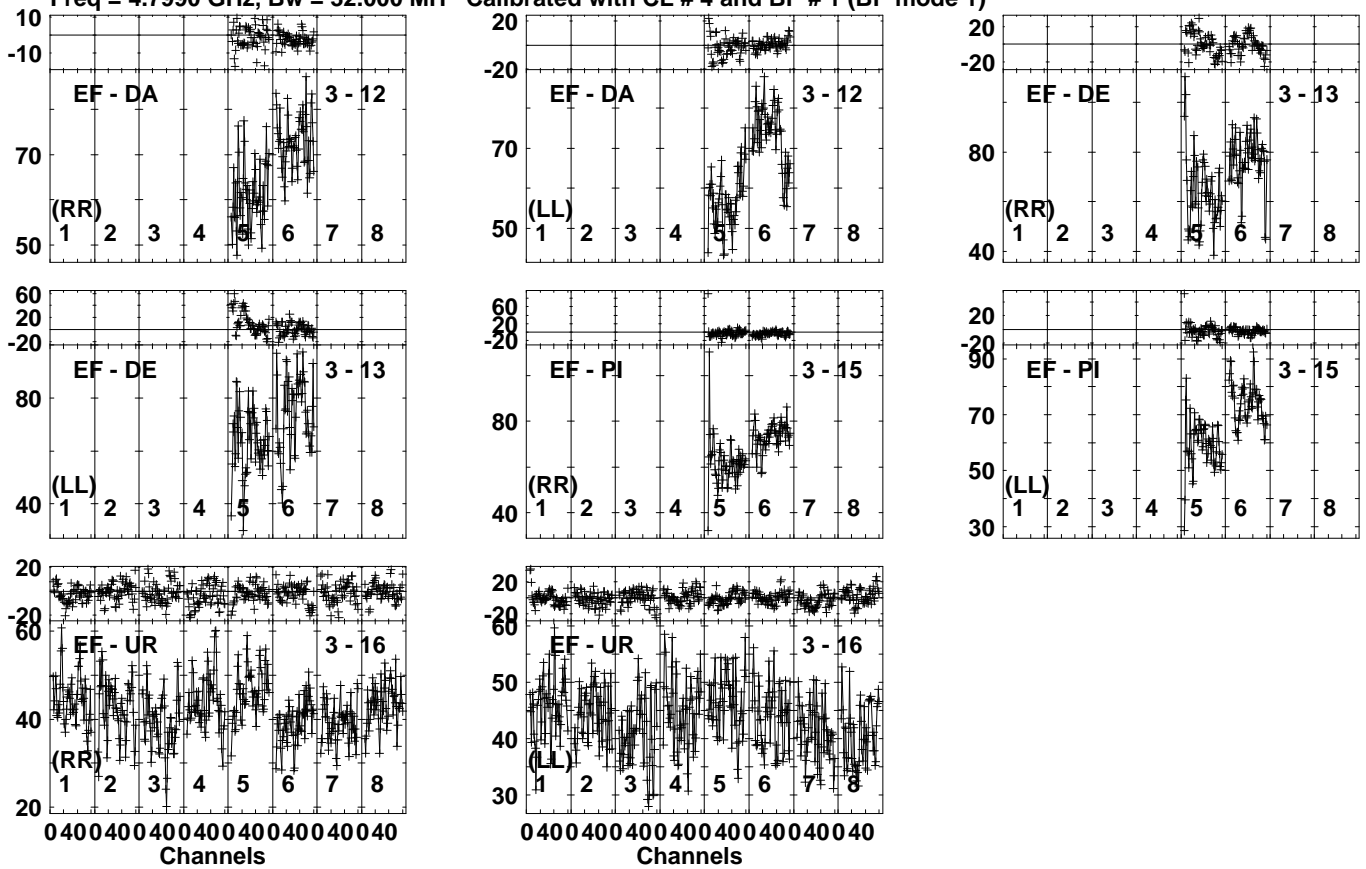 Freq = 4.7990 GHz, Bw = 32.000 MH Calibrated with CL # 4 and BP # 1 (BP mode 1)
10
-10
EF - DA 3 - 12
70
(RR)
50
1 2 3 4 5 6 7 8
20
-20
EF - DA 3 - 12
70
(LL)
50
1 2 3 4 5 6 7 8
20
-20
EF - DE 3 - 13
80
(RR)
40
1 2 3 4 5 6 7 8
60
20
-20
EF - DE 3 - 13
80
(LL)
40
1 2 3 4 5 6 7 8
60
20
-20
EF - PI 3 - 15
80
(RR)
40
1 2 3 4 5 6 7 8
20
-20
90
EF - PI 3 - 15
70
50
(LL)
30
1 2 3 4 5 6 7 8
20
-20
60
EF - UR 3 - 16
40
(RR)
20
1 2 3 4 5 6 7 8
0 40 0 40 0 40 0 40 0 40 0 40 0 40 0 40
Channels
20
-20
60
EF - UR 3 - 16
50
40
(LL)
30
1 2 3 4 5 6 7 8
0 40 0 40 0 40 0 40 0 40 0 40 0 40 0 40
Channels